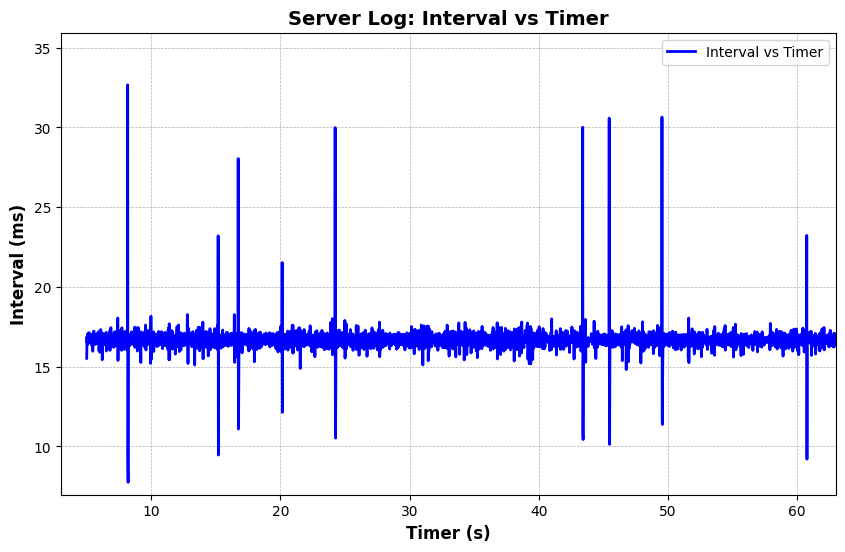 Server Log: Interval vs Timer
Interval vs Timer
35
30
25
20
15
10
Interval (ms)
10 20 30 40 50 60
Timer (s)